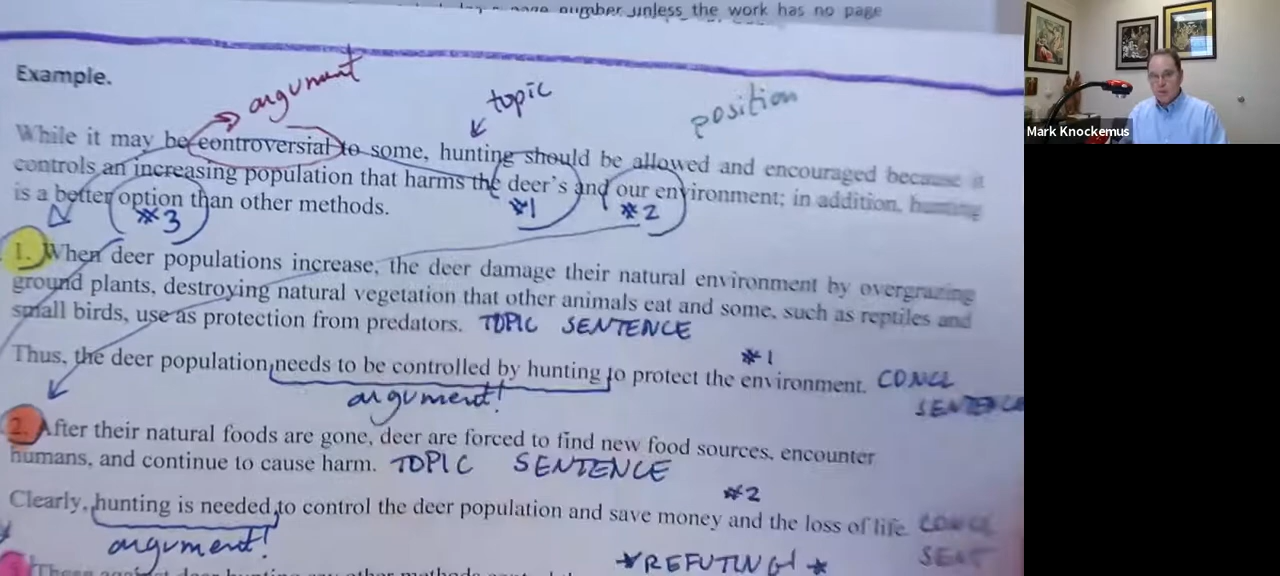 number unless the work has no page
Example.
argument
topic
position
While it may be controversial to some, hunting should be allowed and encouraged because it
controls an increasing population that harms the deer's and our environment; in addition, hunting
is a better option than other methods.
*3
*1
*2
1. When deer populations increase, the deer damage their natural environment by overgrazing
ground plants, destroying natural vegetation that other animals eat and some, such as reptiles and
small birds, use as protection from predators. TOPIC SENTENCE
*1
Thus, the deer population needs to be controlled by hunting to protect the environment. CONCL
SENTENCE
argument!
2. After their natural foods are gone, deer are forced to find new food sources, encounter
humans, and continue to cause harm. TOPIC SENTENCE
*2
Clearly, hunting is needed to control the deer population and save money and the loss of life. CONCL
SENT
argument!
*REFUTING*
Mark Knockemus